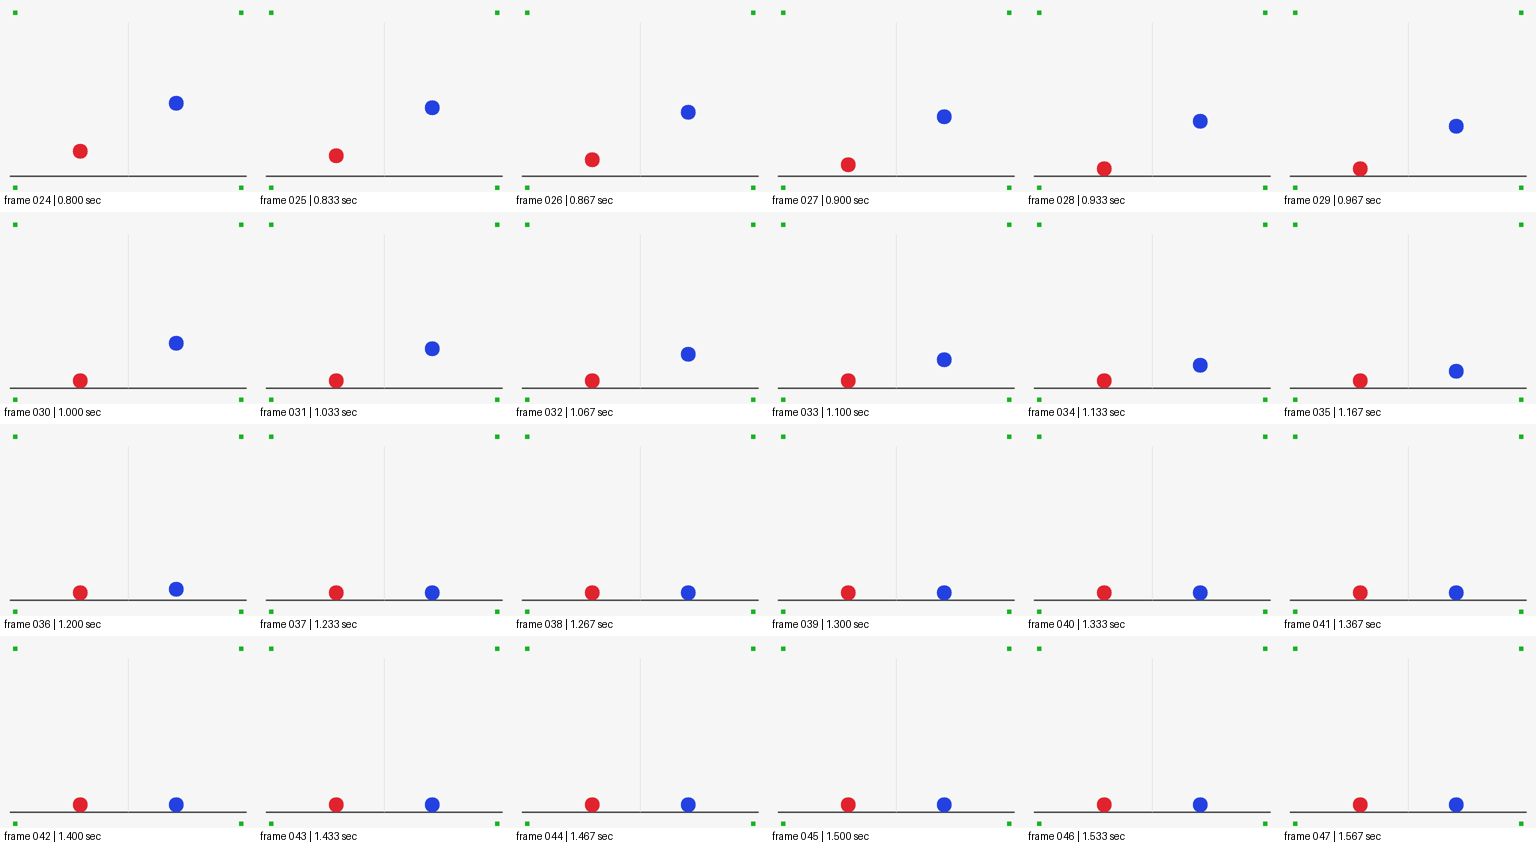 frame 024 | 0.800 sec
frame 025 | 0.833 sec
frame 026 | 0.867 sec
frame 027 | 0.900 sec
frame 028 | 0.933 sec
frame 029 | 0.967 sec
frame 030 | 1.000 sec
frame 031 | 1.033 sec
frame 032 | 1.067 sec
frame 033 | 1.100 sec
frame 034 | 1.133 sec
frame 035 | 1.167 sec
frame 036 | 1.200 sec
frame 037 | 1.233 sec
frame 038 | 1.267 sec
frame 039 | 1.300 sec
frame 040 | 1.333 sec
frame 041 | 1.367 sec
frame 042 | 1.400 sec
frame 043 | 1.433 sec
frame 044 | 1.467 sec
frame 045 | 1.500 sec
frame 046 | 1.533 sec
frame 047 | 1.567 sec